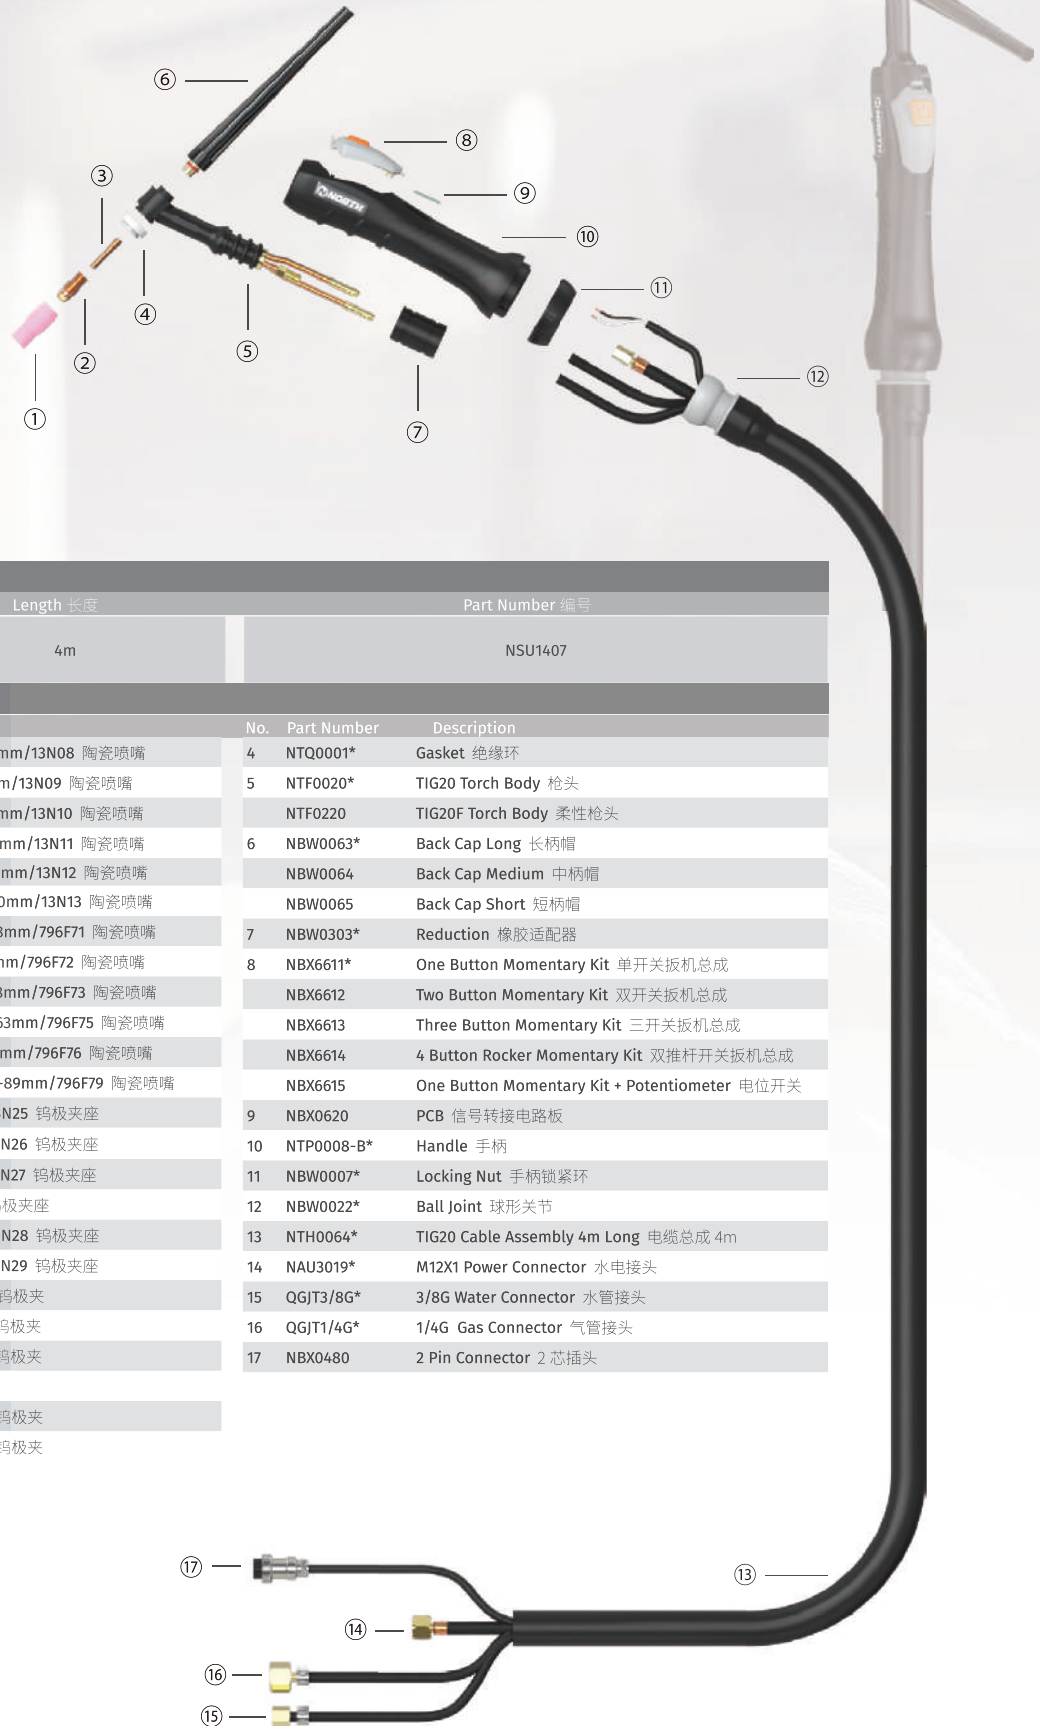 ⑥
⑧
③
⑨
NORTH
⑩
⑪
④
⑤
②
⑫
①
⑦
Length 长度
Part Number 编号
4m
NSU1407
No. Part Number Description
mm/13N08 陶瓷喷嘴
m/13N09 陶瓷喷嘴
mm/13N10 陶瓷喷嘴
mm/13N11 陶瓷喷嘴
mm/13N12 陶瓷喷嘴
0mm/13N13 陶瓷喷嘴
8mm/796F71 陶瓷喷嘴
mm/796F72 陶瓷喷嘴
8mm/796F73 陶瓷喷嘴
63mm/796F75 陶瓷喷嘴
mm/796F76 陶瓷喷嘴
-89mm/796F79 陶瓷喷嘴
N25 钨极夹座
N26 钨极夹座
N27 钨极夹座
极夹座
N28 钨极夹座
N29 钨极夹座
钨极夹
钨极夹
钨极夹
钨极夹
钨极夹
4 NTQ0001* Gasket 绝缘环
5 NTF0020* TIG20 Torch Body 枪头
NTF0220 TIG20F Torch Body 柔性枪头
6 NBW0063* Back Cap Long 长柄帽
NBW0064 Back Cap Medium 中柄帽
NBW0065 Back Cap Short 短柄帽
7 NBW0303* Reduction 橡胶适配器
8 NBX6611* One Button Momentary Kit 单开关扳机总成
NBX6612 Two Button Momentary Kit 双开关扳机总成
NBX6613 Three Button Momentary Kit 三开关扳机总成
NBX6614 4 Button Rocker Momentary Kit 双推杆开关扳机总成
NBX6615 One Button Momentary Kit + Potentiometer 电位开关
9 NBX0620 PCB 信号转接电路板
10 NTP0008-B* Handle 手柄
11 NBW0007* Locking Nut 手柄锁紧环
12 NBW0022* Ball Joint 球形关节
13 NTH0064* TIG20 Cable Assembly 4m Long 电缆总成 4m
14 NAU3019* M12X1 Power Connector 水电接头
15 QGJT3/8G* 3/8G Water Connector 水管接头
16 QGJT1/4G* 1/4G Gas Connector 气管接头
17 NBX0480 2 Pin Connector 2 芯插头
⑰
⑬
⑭
⑯
⑮